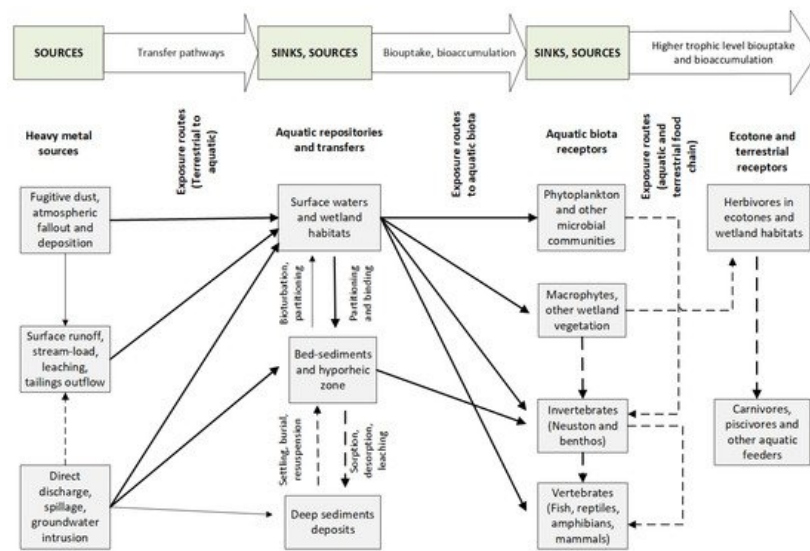 SOURCES
Transfer pathways
SINKS, SOURCES
Biouptake, bioaccumulation
SINKS, SOURCES
Higher trophic level biouptake
and bioaccumulation
Heavy metal
sources
Exposure routes
(Terrestrial to
aquatic)
Aquatic repositories
and transfers
Exposure routes
to aquatic biota
Aquatic biota
receptors
Exposure routes
(aquatic and
terrestrial food
chain)
Ecotone and
terrestrial
receptors
Fugitive dust,
atmospheric
fallout and
deposition
Surface waters
and wetland
habitats
Phytoplankton
and other
microbial
communities
Herbivores in
ecotones and
wetland habitats
Bioturbation,
partitioning
Partitioning
and binding
Macrophytes,
other wetland
vegetation
Surface runoff,
stream-load,
leaching,
tailings outflow
Bed-sediments
and hyporheic
zone
Invertebrates
(Neuston and
benthos)
Carnivores,
piscivores and
other aquatic
feeders
Settling, burial,
resuspension
Sorption,
desorption,
leaching
Direct
discharge,
spillage,
groundwater
intrusion
Deep sediments
deposits
Vertebrates
(Fish, reptiles,
amphibians,
mammals)